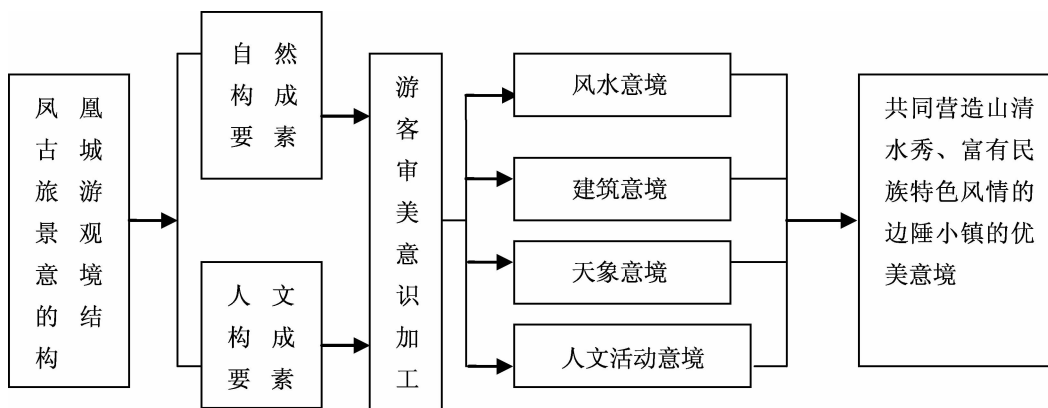 凤 凰
古 城
旅 游
景 观
意 境
的 结
构
自 然
构 成
要 素
人 文
构 成
要 素
游
客
审
美
意
识
加
工
风水意境
建筑意境
天象意境
人文活动意境
共同营造山清
水秀、富有民
族特色风情的
边陲小镇的优
美意境